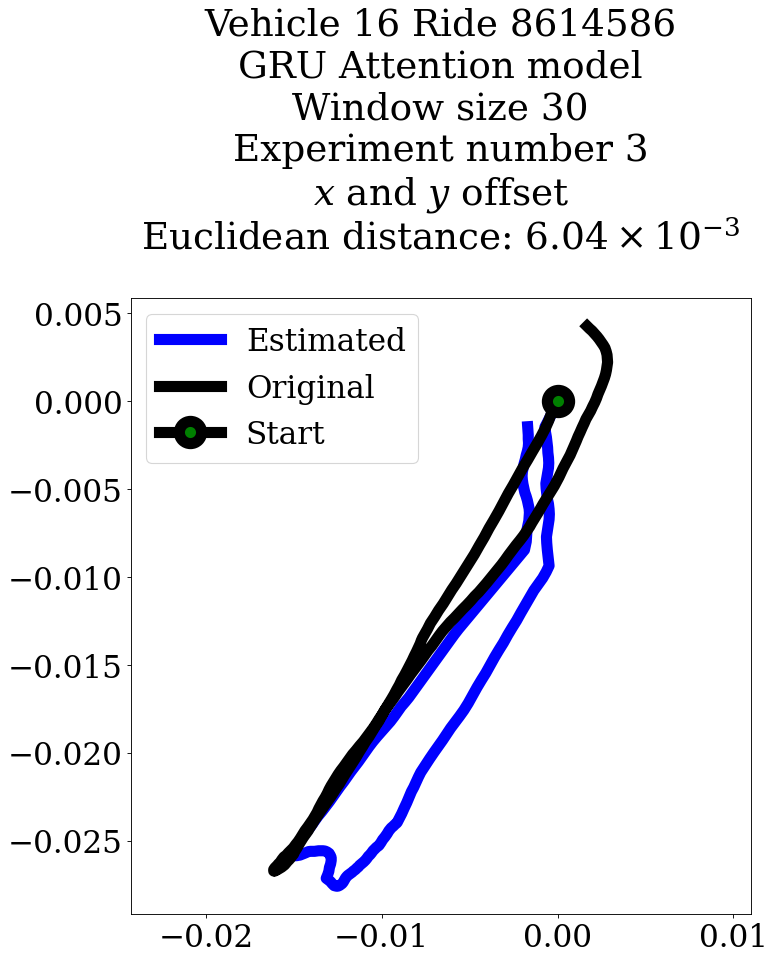 Vehicle 16 Ride 8614586
GRU Attention model
Window size 30
Experiment number 3
x and y offset
Euclidean distance: 6.04 × 10⁻³
Estimated
Original
Start
0.005
0.000
−0.005
−0.010
−0.015
−0.020
−0.025
−0.02
−0.01
0.00
0.01